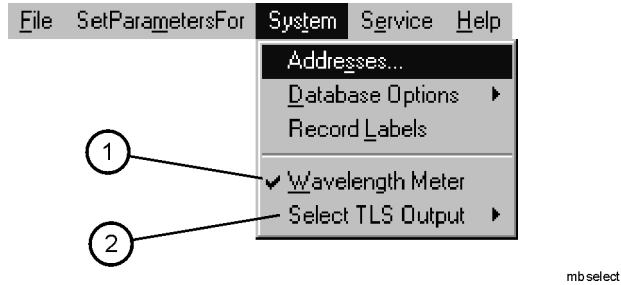 File SetParametersFor System Service Help
Addresses...
Database Options
Record Labels
1
Wavelength Meter
Select TLS Output
2
mbselect